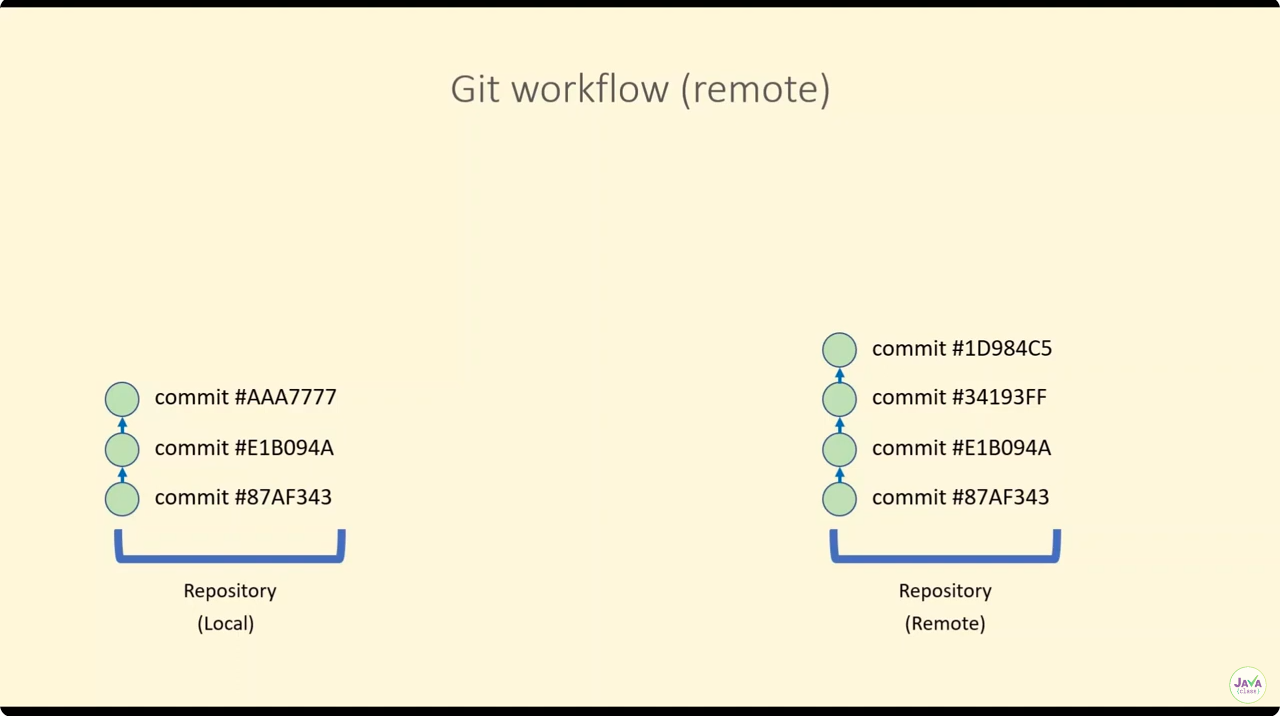 Git workflow (remote)
commit #AAA7777
commit #E1B094A
commit #87AF343
Repository
(Local)
commit #1D984C5
commit #34193FF
commit #E1B094A
commit #87AF343
Repository
(Remote)
JAVA
(class)